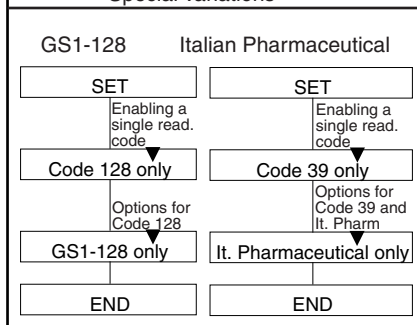 Special variations
GS1-128
Italian Pharmaceutical
SET
Enabling a
single read.
code
Code 128 only
Options for
Code 128
GS1-128 only
END
SET
Enabling a
single read.
code
Code 39 only
Options for
Code 39 and
It. Pharm
It. Pharmaceutical only
END